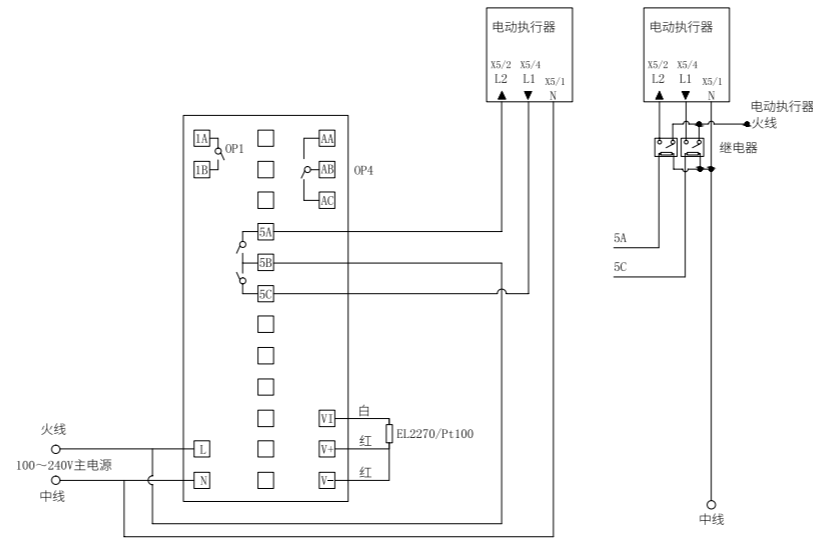 电动执行器
X5/2 X5/4
L2 L1 X5/1
N
电动执行器
X5/2 X5/4
L2 L1 X5/1
N
电动执行器
火线
继电器
1A
OP1
1B
AA
AB
OP4
AC
5A
5B
5C
5A
5C
VI
白
EL2270/Pt100
V+
红
V-
红
火线
L
100～240V主电源
N
中线
中线